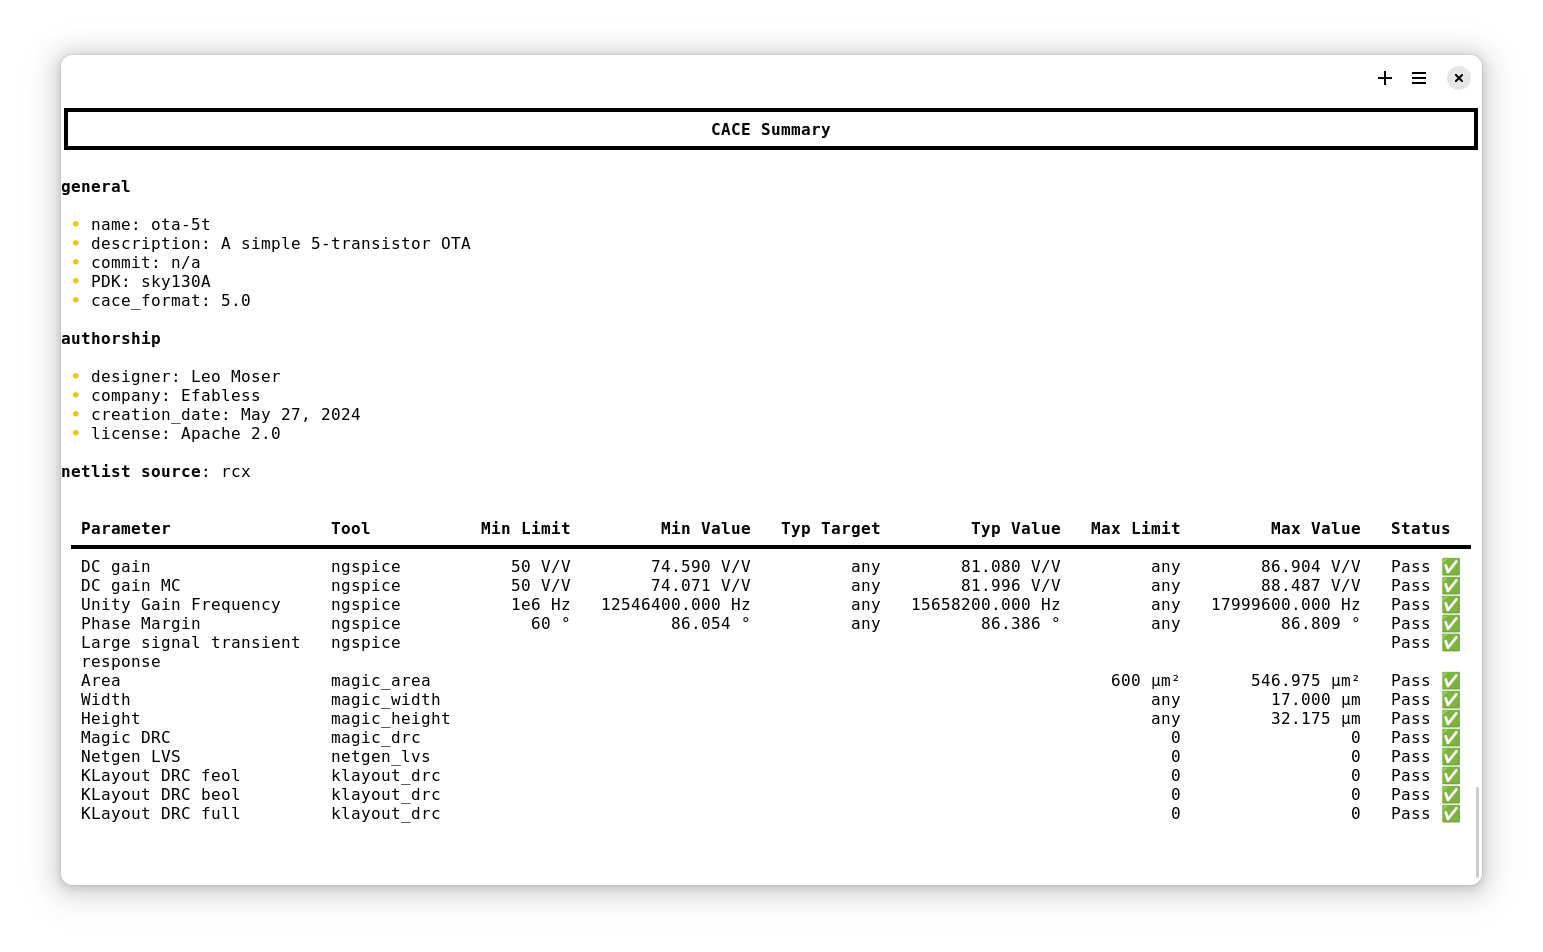 CACE Summary
general
• name: ota-5t
• description: A simple 5-transistor OTA
• commit: n/a
• PDK: sky130A
• cace_format: 5.0
authorship
• designer: Leo Moser
• company: Efabless
• creation_date: May 27, 2024
• license: Apache 2.0
netlist source: rcx
Parameter Tool Min Limit Min Value Typ Target Typ Value Max Limit Max Value Status
DC gain ngspice 50 V/V 74.590 V/V any 81.080 V/V any 86.904 V/V Pass ✅
DC gain MC ngspice 50 V/V 74.071 V/V any 81.996 V/V any 88.487 V/V Pass ✅
Unity Gain Frequency ngspice 1e6 Hz 12546400.000 Hz any 15658200.000 Hz any 17999600.000 Hz Pass ✅
Phase Margin ngspice 60 ° 86.054 ° any 86.386 ° any 86.809 ° Pass ✅
Large signal transient ngspice Pass ✅
response
Area magic_area 600 µm² 546.975 µm² Pass ✅
Width magic_width any 17.000 µm Pass ✅
Height magic_height any 32.175 µm Pass ✅
Magic DRC magic_drc 0 0 Pass ✅
Netgen LVS netgen_lvs 0 0 Pass ✅
KLayout DRC feol klayout_drc 0 0 Pass ✅
KLayout DRC beol klayout_drc 0 0 Pass ✅
KLayout DRC full klayout_drc 0 0 Pass ✅